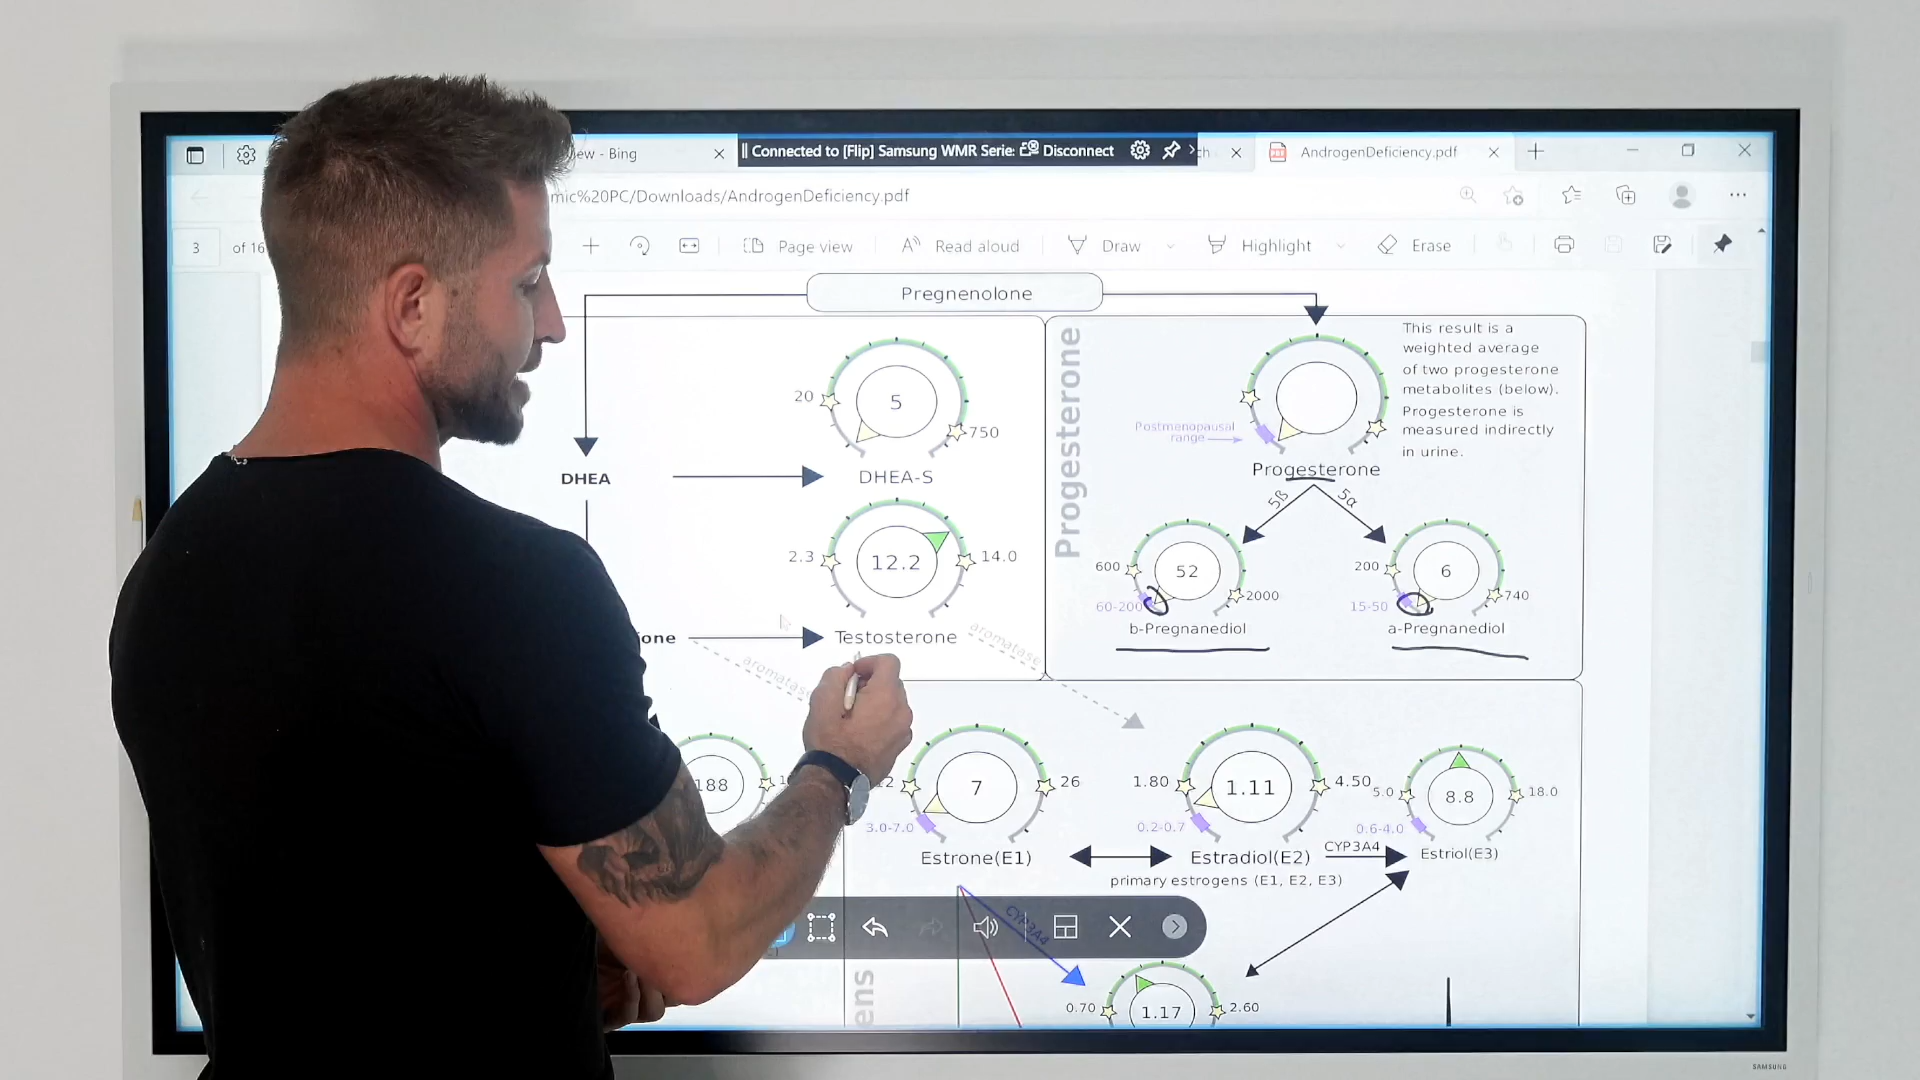 iew - Bing
Connected to [Flip] Samsung WMR Serie:
Disconnect
ch
AndrogenDeficiency.pdf
mic%20PC/Downloads/AndrogenDeficiency.pdf
3 of 16
Page view
Read aloud
Draw
Highlight
Erase
Pregnenolone
Progesterone
This result is a
weighted average
of two progesterone
metabolites (below).
Progesterone is
measured indirectly
in urine.
20
5
750
DHEA
DHEA-S
Postmenopausal
range
Progesterone
5ß
5α
2.3
12.2
14.0
ione
Testosterone
aromatase
aromatase
600
52
2000
60-200
b-Pregnanediol
200
6
740
15-50
a-Pregnanediol
188
12
7
26
3.0-7.0
Estrone(E1)
1.80
1.11
4.50
0.2-0.7
Estradiol(E2)
CYP3A4
5.0
8.8
18.0
0.6-4.0
Estriol(E3)
primary estrogens (E1, E2, E3)
CYP3A4
ens
0.70
1.17
2.60
SAMSUNG